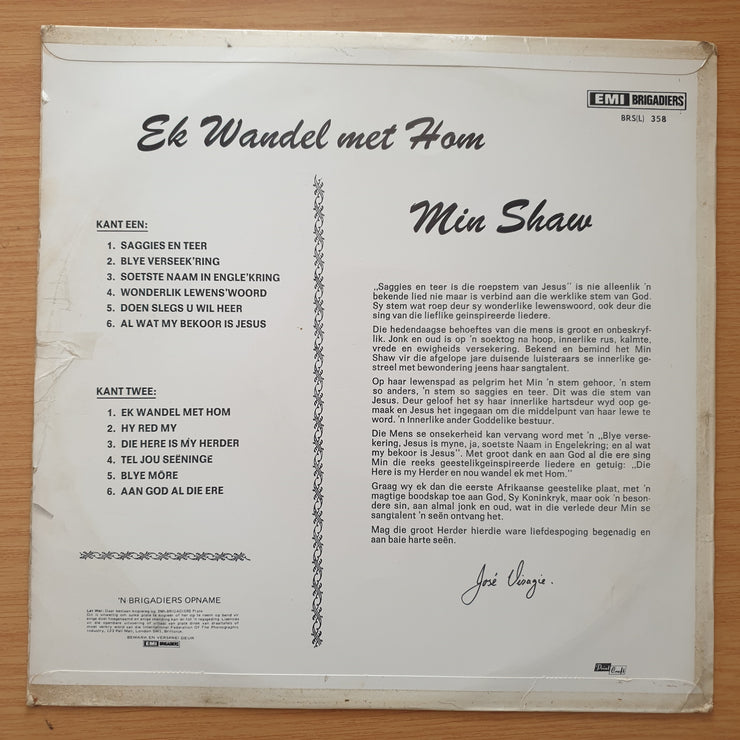 EMI BRIGADIERS
BRS(L) 358
Ek Wandel met Hom
Min Shaw
KANT EEN:
1. SAGGIES EN TEER
2. BLYE VERSEEK'RING
3. SOETSTE NAAM IN ENGLE'KRING
4. WONDERLIK LEWENS'WOORD
5. DOEN SLEGS U WIL HEER
6. AL WAT MY BEKOOR IS JESUS
KANT TWEE:
1. EK WANDEL MET HOM
2. HY RED MY
3. DIE HERE IS MY HERDER
4. TEL JOU SEËNINGE
5. BLYE MÔRE
6. AAN GOD AL DIE ERE
'N BRIGADIERS OPNAME
BEMARK EN VERSPREI DEUR
EMI BRIGADIERS
„Saggies en teer is die roepstem van Jesus" is nie alleenlik 'n
bekende lied nie maar is verbind aan die werklike stem van God.
Sy stem wat roep deur sy wonderlike lewenswoord, ook deur die
sing van die lieflike geinspireerde liedere.
Die hedendaagse behoeftes van die mens is groot en onbeskryf-
lik. Jonk en oud is op 'n soektog na hoop, innerlike rus, kalmte,
vrede en ewigheids versekering. Bekend en bemind het Min
Shaw vir die afgelope jare duisende luisteraars se innerlike ge-
streel met bewondering jeens haar sangtalent.
Op haar lewenspad as pelgrim het Min 'n stem gehoor, 'n stem
so anders, 'n stem so saggies en teer. Dit was die stem van
Jesus. Deur geloof het sy haar innerlike hartsdeur wyd oop ge-
maak en Jesus het ingegaan om die middelpunt van haar lewe te
word. 'n Innerlike ander Goddelike bestuur.
Die Mens se onsekerheid kan vervang word met 'n „Blye verse-
kering, Jesus is myne, ja, soetste Naam in Engelekring; en al wat
my bekoor is Jesus". Met groot dank en aan God al die ere sing
Min die reeks geestelikgeinspireerde liedere en getuig: „Die
Here is my Herder en nou wandel ek met Hom."
Graag wy ek dan die eerste Afrikaanse geestelike plaat, met 'n
magtige boodskap toe aan God, Sy Koninkryk, maar ook 'n beson-
dere sin, aan almal jonk en oud, wat in die verlede deur Min se
sangtalent 'n seën ontvang het.
Mag die groot Herder hierdie ware liefdespoging begenadig en
aan baie harte seën.
José Visagie.
Print Craft